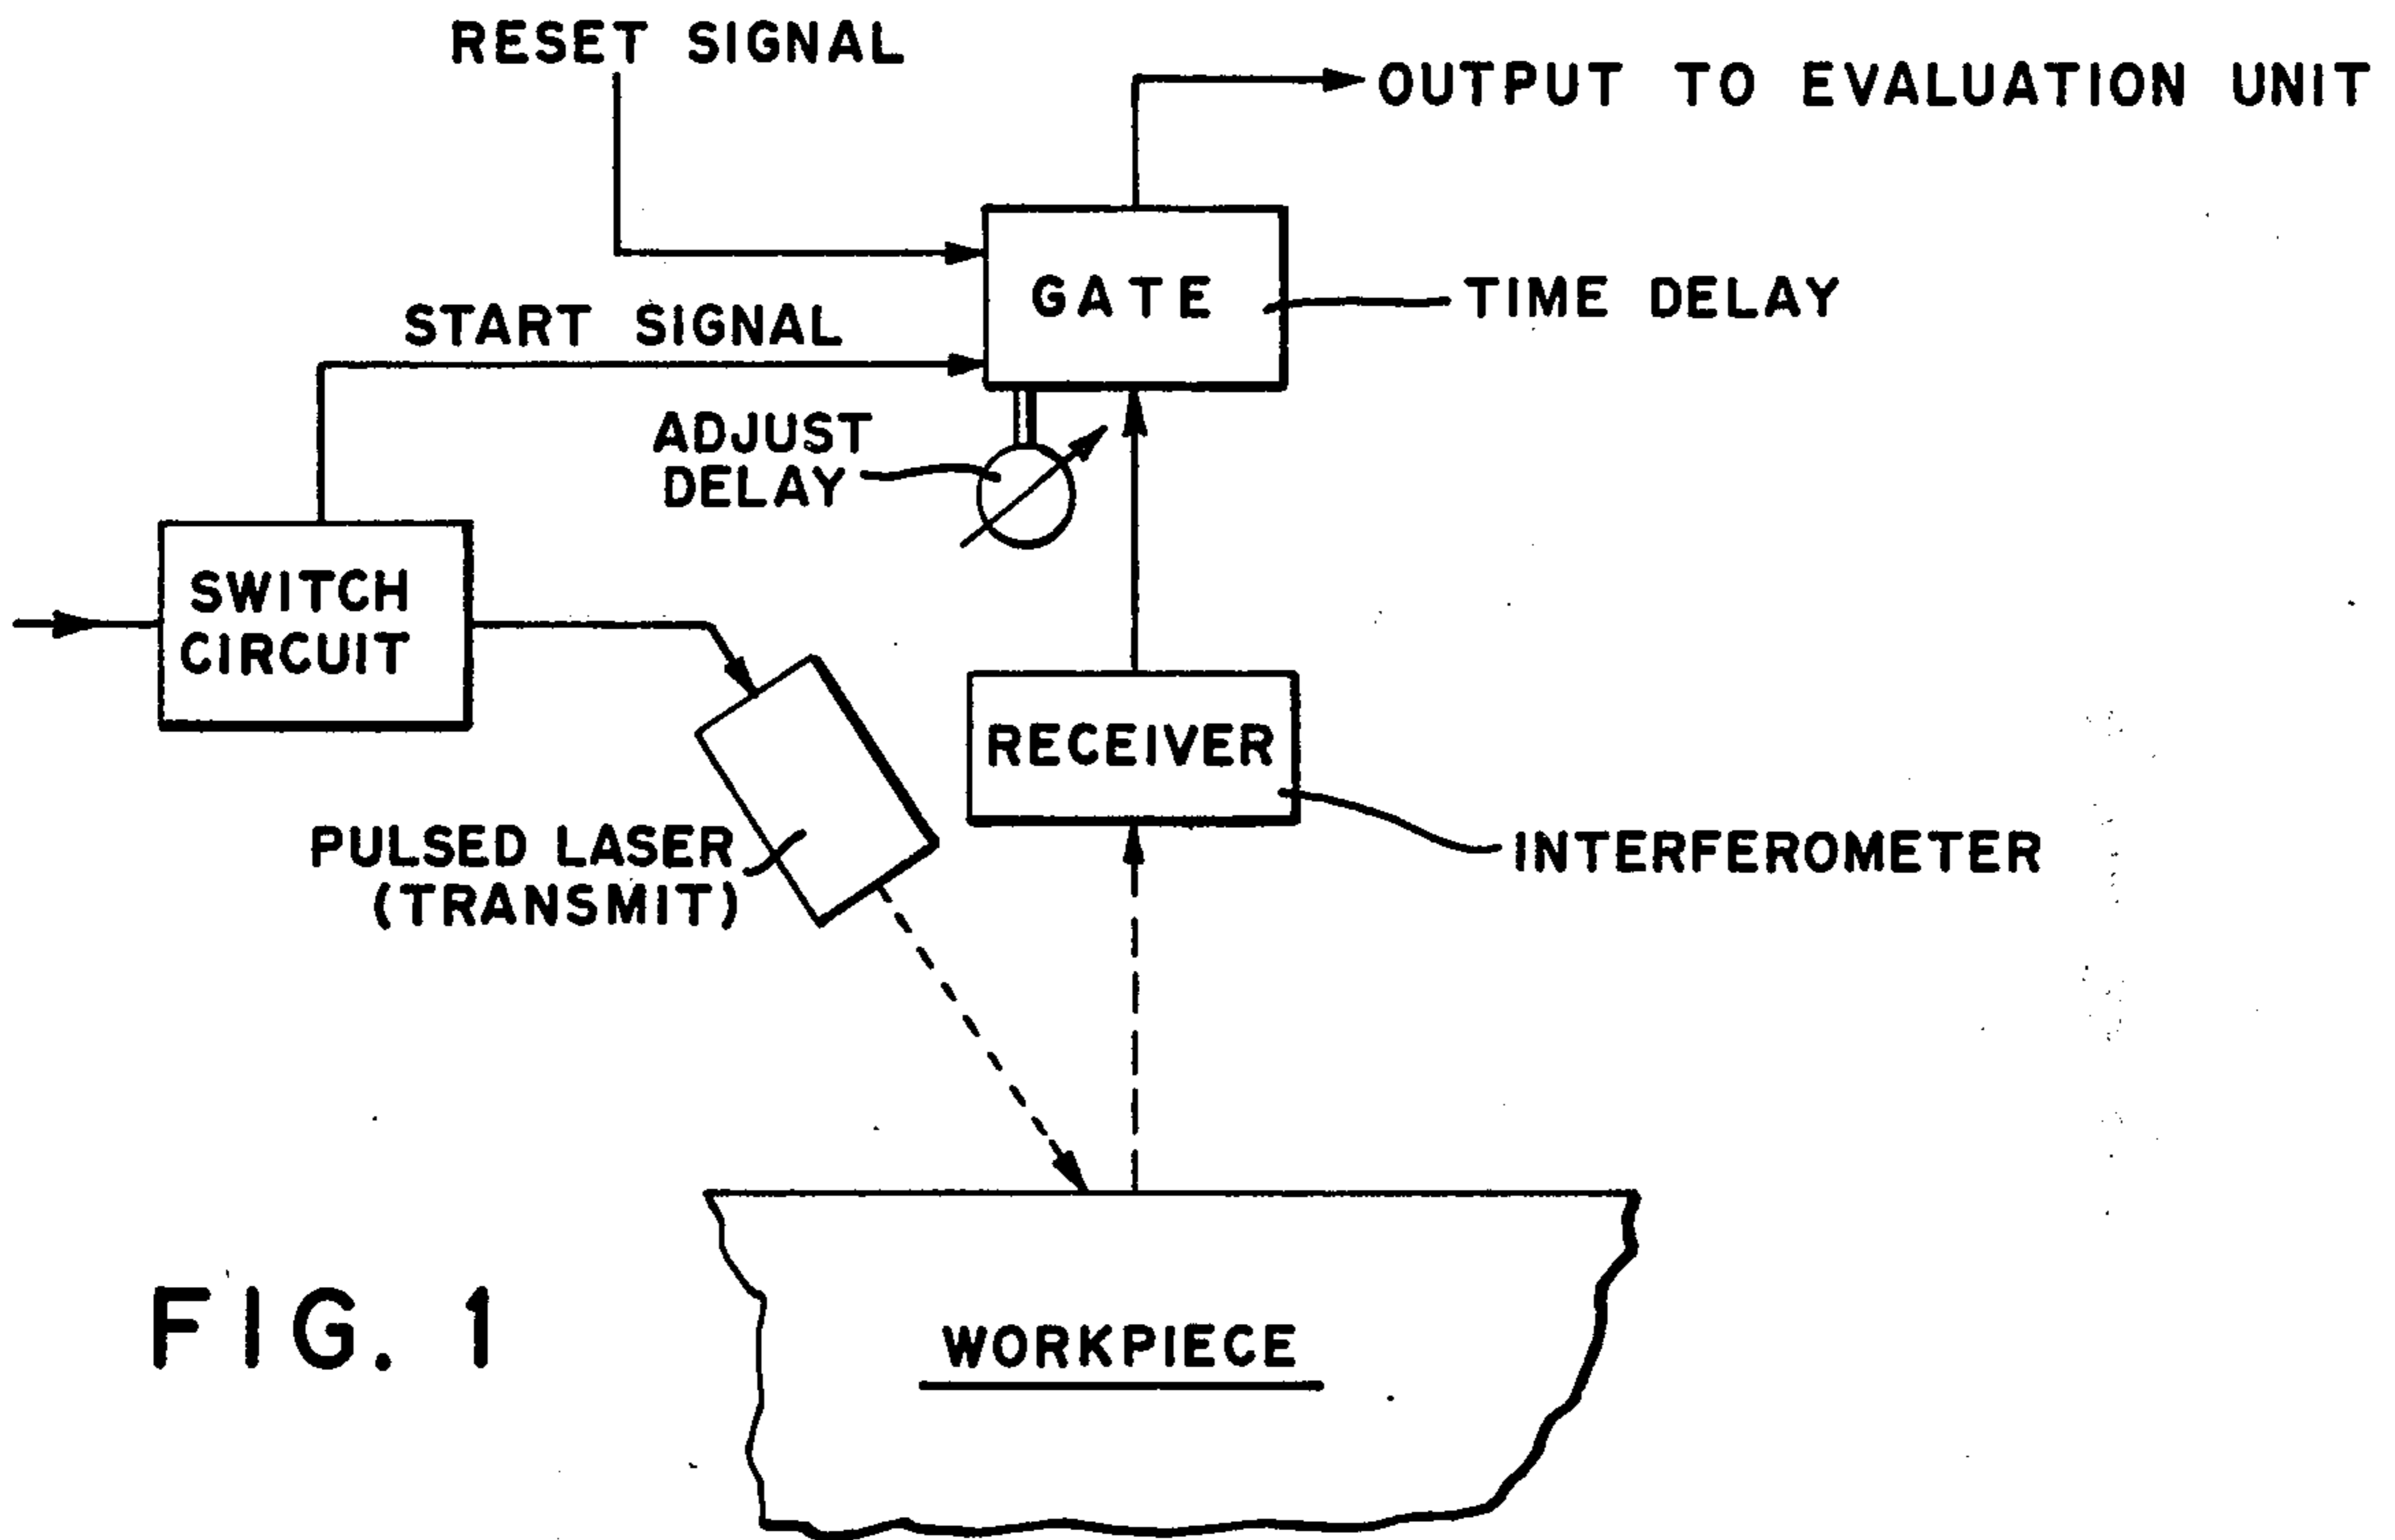 RESET SIGNAL
OUTPUT TO EVALUATION UNIT
GATE
TIME DELAY
START SIGNAL
ADJUST
DELAY
SWITCH
CIRCUIT
RECEIVER
PULSED LASER
(TRANSMIT)
INTERFEROMETER
WORKPIECE
FIG. 1